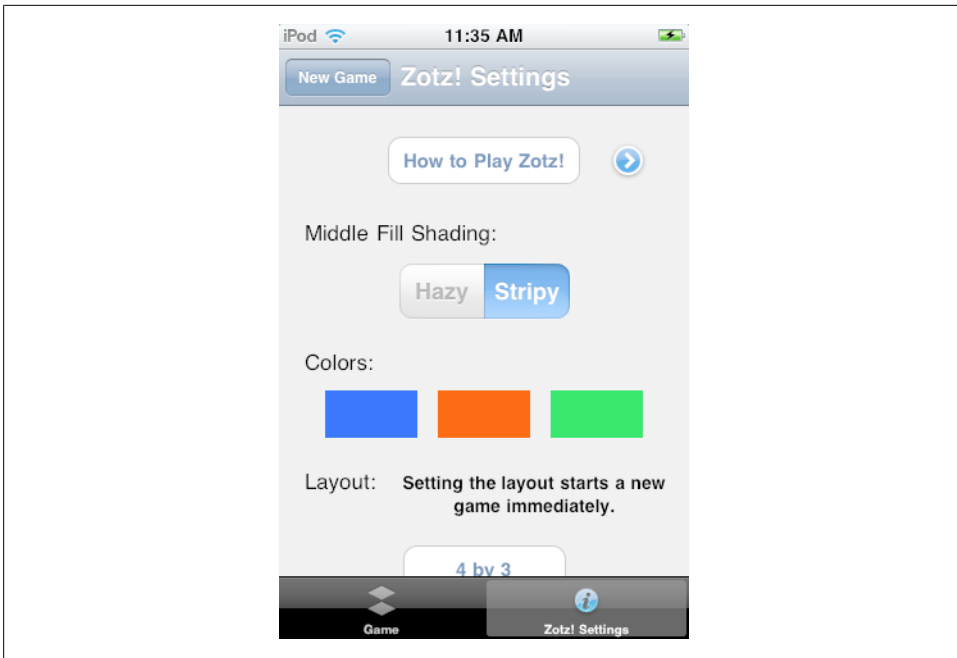 iPod 11:35 AM
New Game Zotz! Settings
How to Play Zotz!
Middle Fill Shading:
Hazy Stripy
Colors:
Layout: Setting the layout starts a new
game immediately.
4 by 3
Game Zotz! Settings